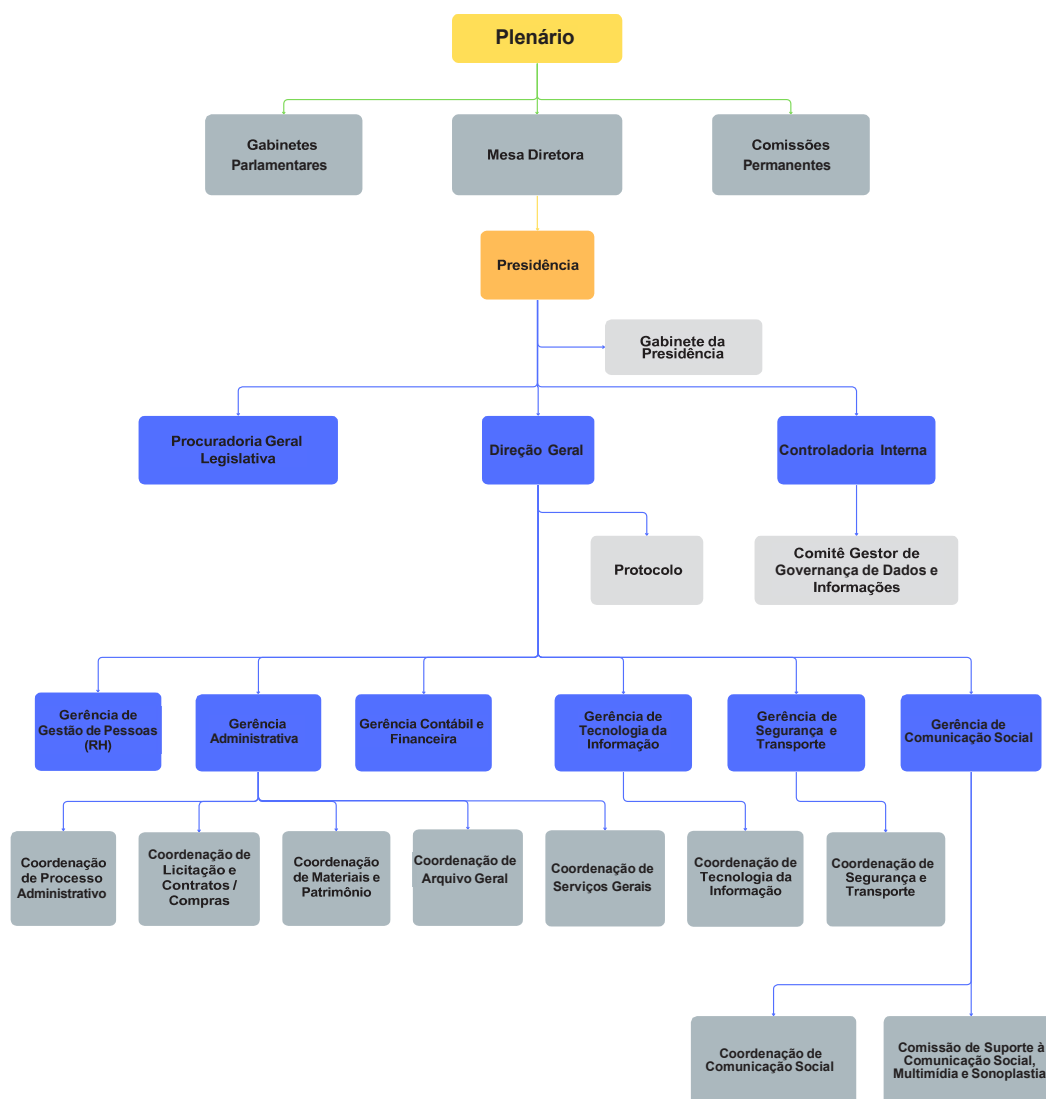 Plenário
Gabinetes
Parlamentares
Mesa Diretora
Comissões
Permanentes
Presidência
Gabinete da
Presidência
Procuradoria Geral
Legislativa
Direção Geral
Controladoria Interna
Protocolo
Comitê Gestor de
Governança de Dados e
Informações
Gerência de
Gestão de Pessoas
(RH)
Gerência
Administrativa
Gerência Contábil e
Financeira
Gerência de
Tecnologia da
Informação
Gerência de
Segurança e
Transporte
Gerência de
Comunicação Social
Coordenação
de Processo
Administrativo
Coordenação de
Licitação e
Contratos /
Compras
Coordenação
de Materiais e
Patrimônio
Coordenação de
Arquivo Geral
Coordenação de
Serviços Gerais
Coordenação de
Tecnologia da
Informação
Coordenação de
Segurança e
Transporte
Coordenação de
Comunicação Social
Comissão de Suporte à
Comunicação Social,
Multimídia e Sonoplastia